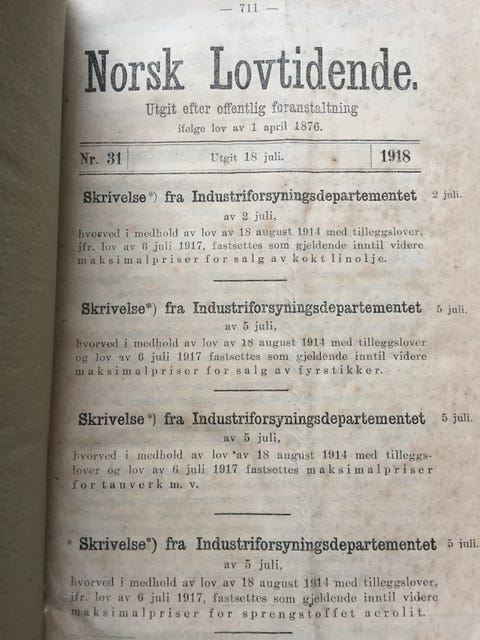 — 711 —
Norsk Lovtidende.
Utgit efter offentlig foranstaltning
ifølge lov av 1 april 1876.
Nr. 31 Utgit 18 juli. 1918
Skrivelse*) fra Industriforsyningsdepartementet 2 juli.
av 2 juli,
hvorved i medhold av lov av 18 august 1914 med tilleggslover,
jfr. lov av 6 juli 1917, fastsettes som gjeldende inntil videre
maksimalpriser for salg av kokt linolje.
Skrivelse*) fra Industriforsyningsdepartementet 5 juli.
av 5 juli,
hvorved i medhold av lov av 18 august 1914 med tilleggslover
og lov av 6 juli 1917 fastsettes som gjeldende inntil videre
maksimalpriser for salg av fyrstikker.
Skrivelse*) fra Industriforsyningsdepartementet 5 juli.
av 5 juli,
hvorved i medhold av lov av 18 august 1914 med tilleggs-
lover og lov av 6 juli 1917 fastsettes maksimalpriser
for tauverk m. v.
Skrivelse*) fra Industriforsyningsdepartementet 5 juli.
av 5 juli,
hvorved i medhold av lov av 18 august 1914 med tilleggslover,
jfr. lov av 6 juli 1917, fastsettes som gjeldende inntil videre
maksimalpriser for sprengstoffet aerolit.